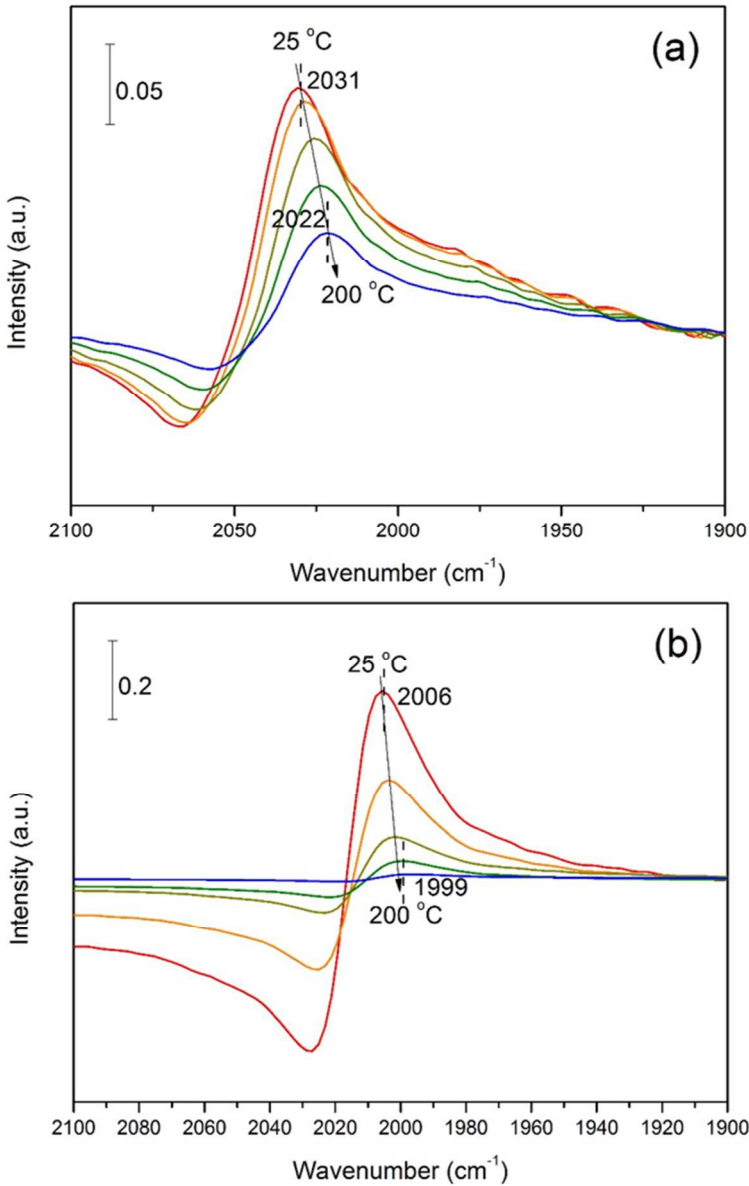 (a)
25 °C
2031
0.05
2022
200 °C
Intensity (a.u.)
2100 2050 2000 1950 1900
Wavenumber (cm⁻¹)
(b)
25 °C
2006
0.2
1999
200 °C
Intensity (a.u.)
2100 2080 2060 2040 2020 2000 1980 1960 1940 1920 1900
Wavenumber (cm⁻¹)